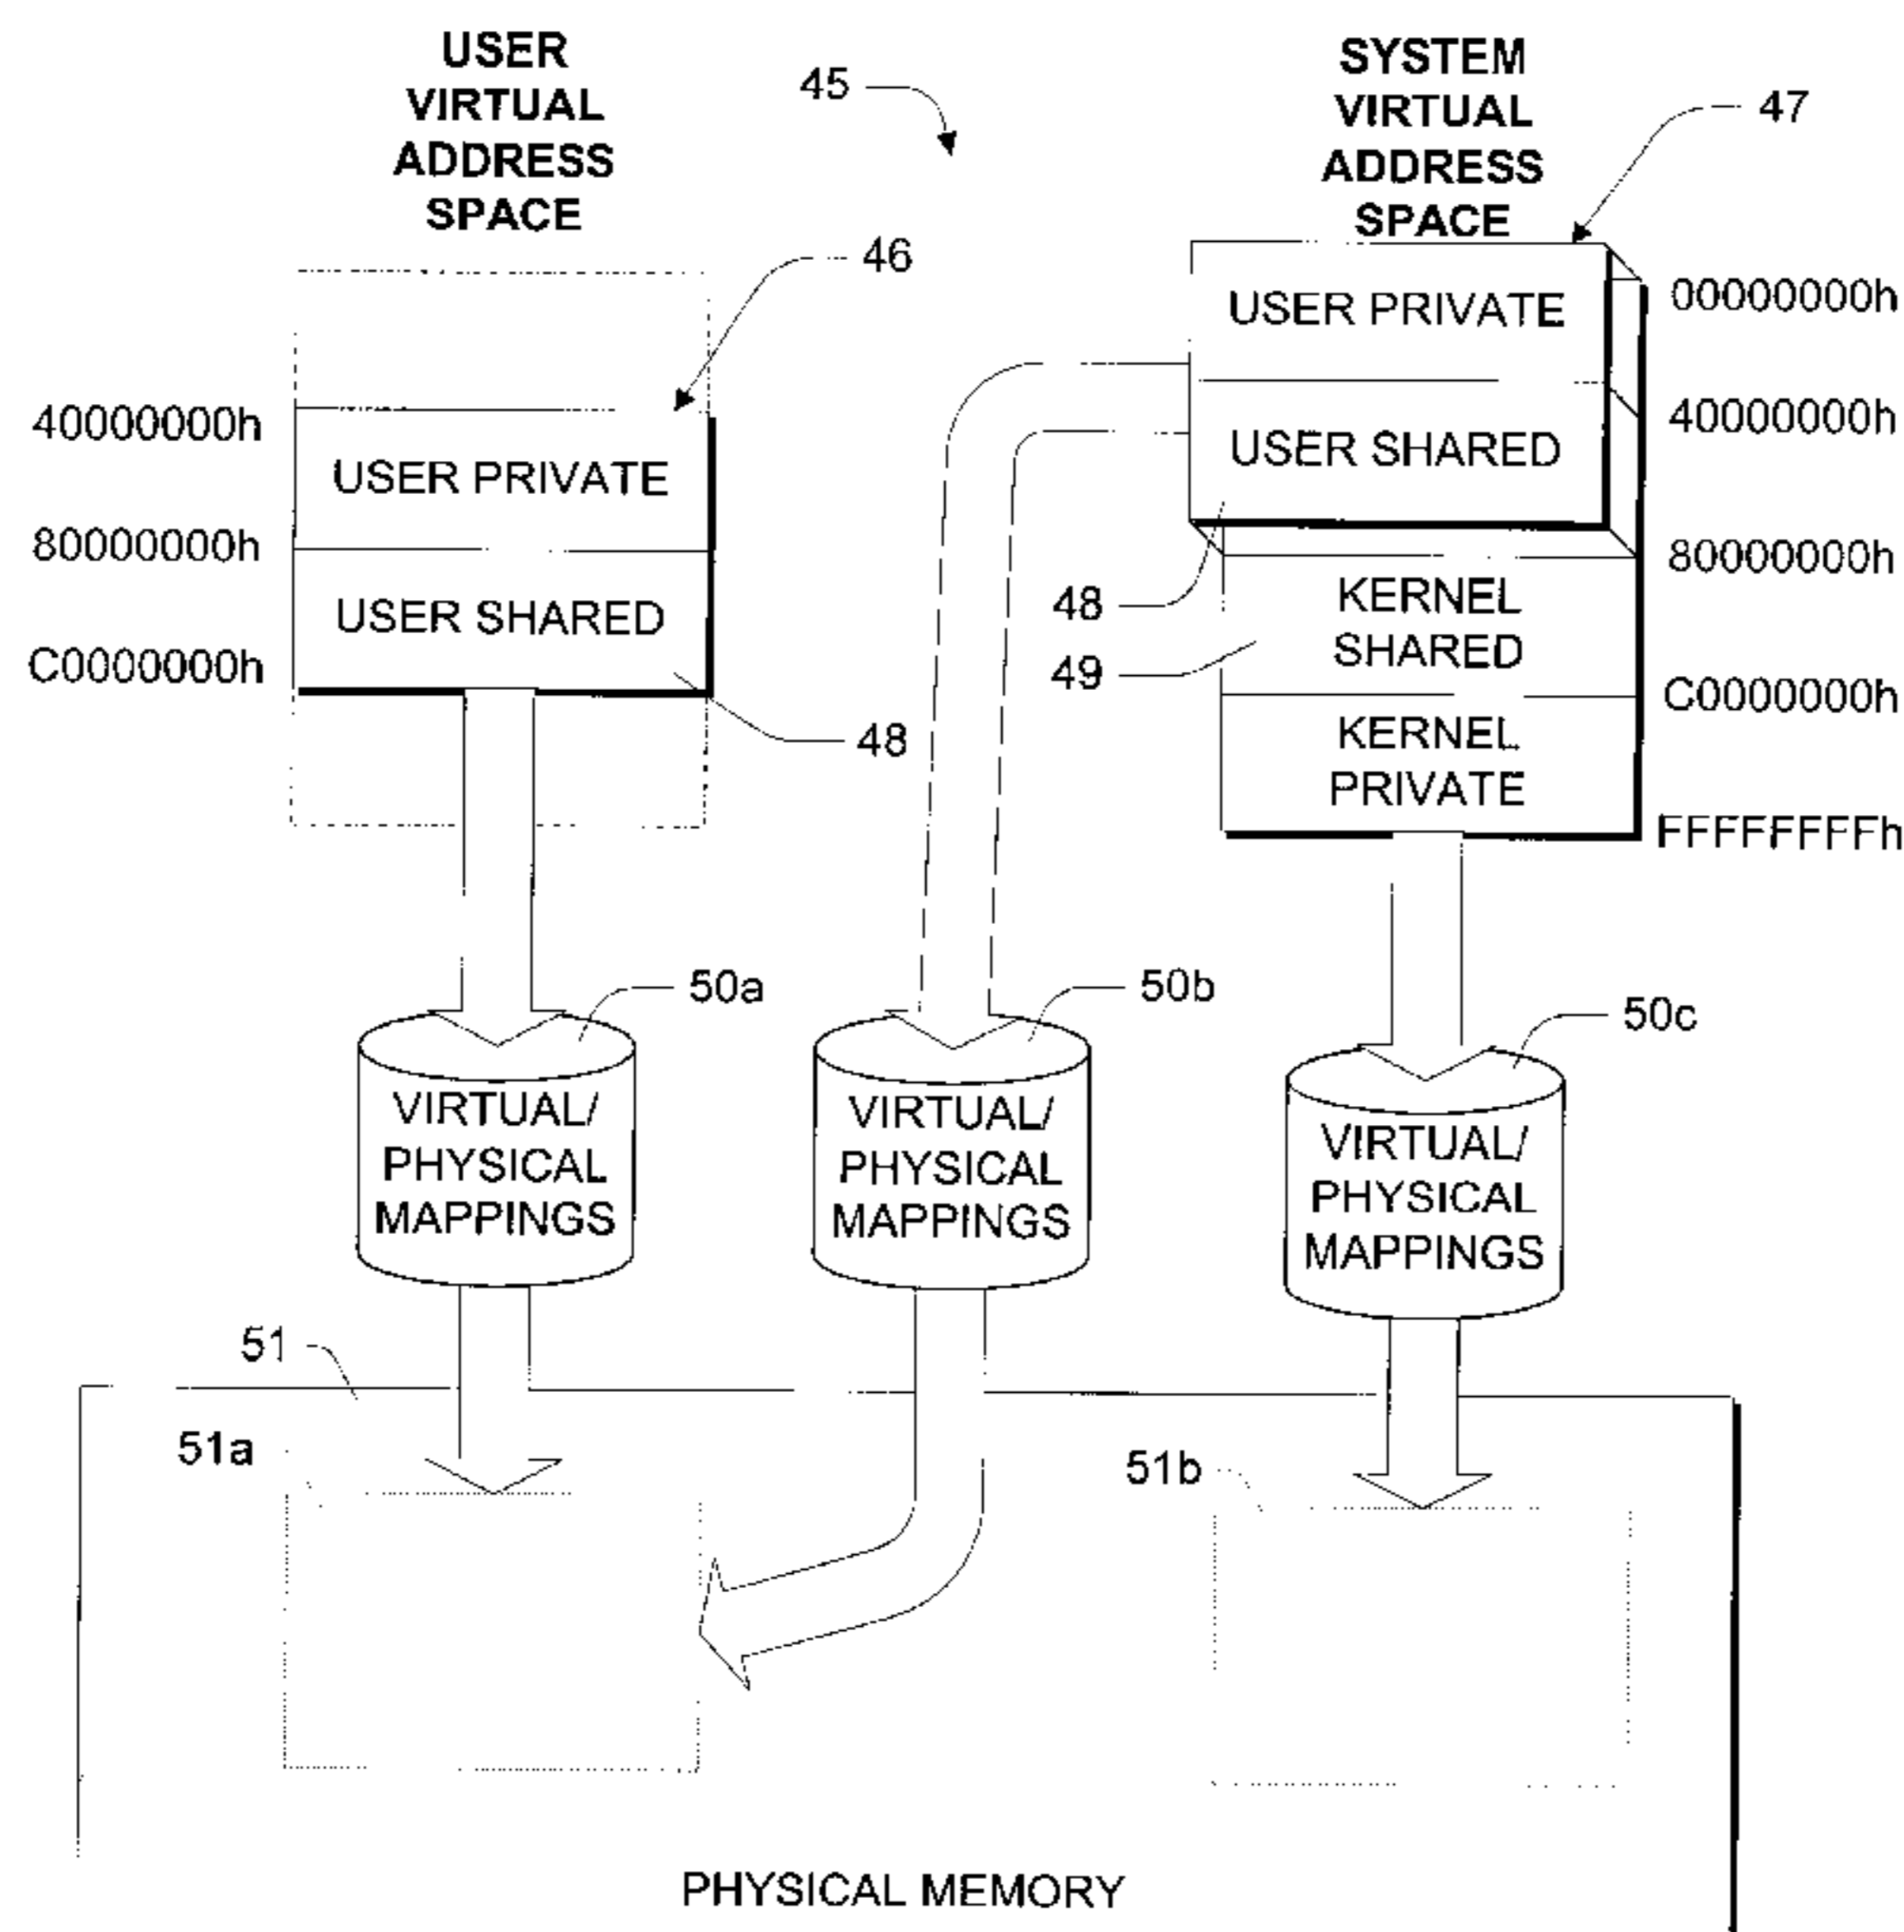 USER
VIRTUAL
ADDRESS
SPACE
45
SYSTEM
VIRTUAL
ADDRESS
SPACE
47
46
40000000h
USER PRIVATE
80000000h
USER SHARED
C0000000h
48
USER PRIVATE
00000000h
40000000h
USER SHARED
80000000h
48
KERNEL
SHARED
49
C0000000h
KERNEL
PRIVATE
FFFFFFFFh
50a
VIRTUAL/
PHYSICAL
MAPPINGS
50b
VIRTUAL/
PHYSICAL
MAPPINGS
50c
VIRTUAL/
PHYSICAL
MAPPINGS
51
51a
51b
PHYSICAL MEMORY